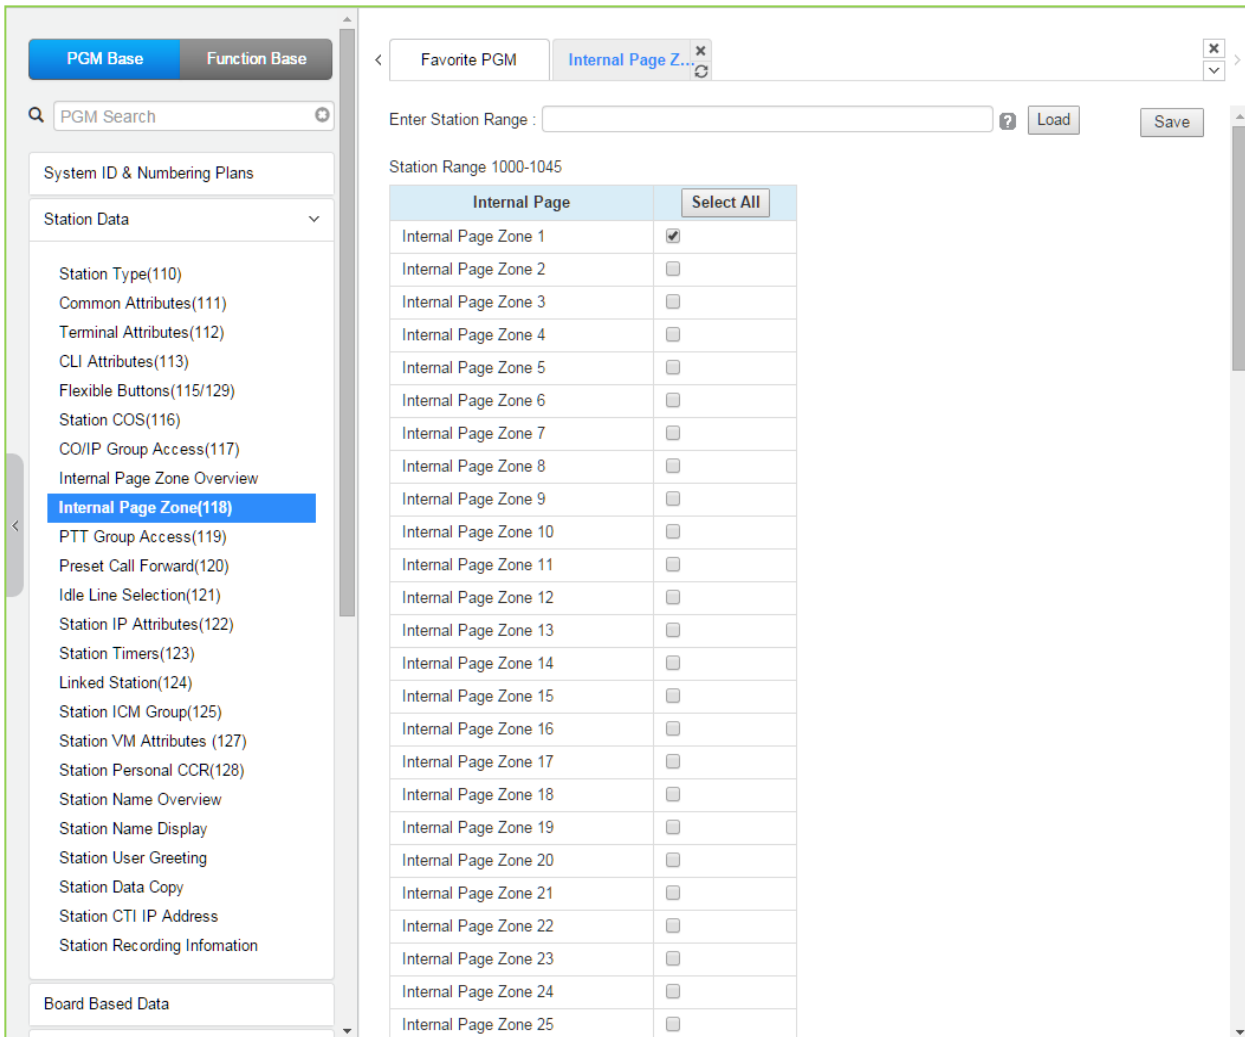 PGM Base
Function Base
PGM Search
System ID & Numbering Plans
Station Data
Station Type(110)
Common Attributes(111)
Terminal Attributes(112)
CLI Attributes(113)
Flexible Buttons(115/129)
Station COS(116)
CO/IP Group Access(117)
Internal Page Zone Overview
Internal Page Zone(118)
PTT Group Access(119)
Preset Call Forward(120)
Idle Line Selection(121)
Station IP Attributes(122)
Station Timers(123)
Linked Station(124)
Station ICM Group(125)
Station VM Attributes (127)
Station Personal CCR(128)
Station Name Overview
Station Name Display
Station User Greeting
Station Data Copy
Station CTI IP Address
Station Recording Infomation
Board Based Data
Favorite PGM
Internal Page Z...
Enter Station Range :
Load
Save
Station Range 1000-1045
Internal Page
Select All
Internal Page Zone 1
Internal Page Zone 2
Internal Page Zone 3
Internal Page Zone 4
Internal Page Zone 5
Internal Page Zone 6
Internal Page Zone 7
Internal Page Zone 8
Internal Page Zone 9
Internal Page Zone 10
Internal Page Zone 11
Internal Page Zone 12
Internal Page Zone 13
Internal Page Zone 14
Internal Page Zone 15
Internal Page Zone 16
Internal Page Zone 17
Internal Page Zone 18
Internal Page Zone 19
Internal Page Zone 20
Internal Page Zone 21
Internal Page Zone 22
Internal Page Zone 23
Internal Page Zone 24
Internal Page Zone 25